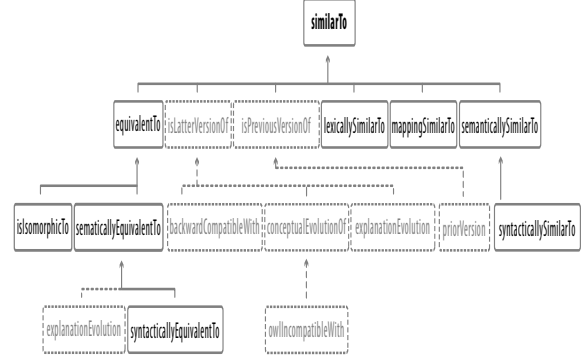 similarTo
equivalentTo isLatterVersionOf isPreviousVersionOf lexicallySimilarTo mappingSimilarTo semanticallySimilarTo
isIsomorphicTo sematicallyEquivalentTo backwardCompatibleWith conceptualEvolutionOf explanationEvolution priorVersion syntacticallySimilarTo
explanationEvolution syntacticallyEquivalentTo owlIncompatibleWith